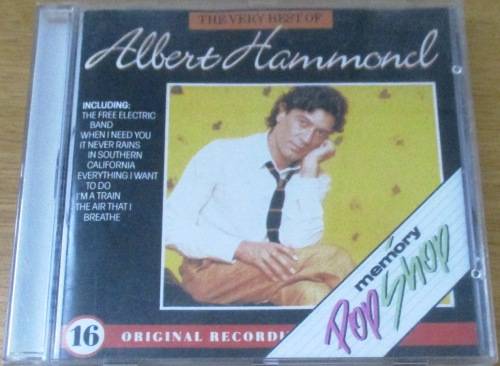 THE VERY BEST OF
Albert Hammond
INCLUDING:
THE FREE ELECTRIC
BAND
WHEN I NEED YOU
IT NEVER RAINS
IN SOUTHERN
CALIFORNIA
EVERYTHING I WANT
TO DO
I'M A TRAIN
THE AIR THAT I
BREATHE
memory
Pop Shop
16 ORIGINAL RECORDI